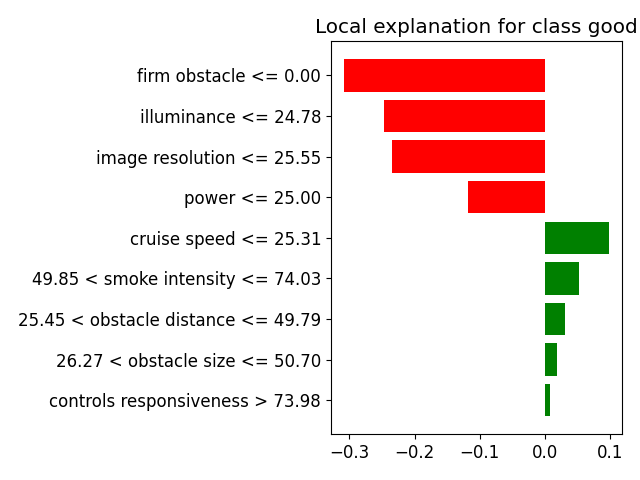 Local explanation for class good
firm obstacle <= 0.00
illuminance <= 24.78
image resolution <= 25.55
power <= 25.00
cruise speed <= 25.31
49.85 < smoke intensity <= 74.03
25.45 < obstacle distance <= 49.79
26.27 < obstacle size <= 50.70
controls responsiveness > 73.98
−0.3 −0.2 −0.1 0.0 0.1